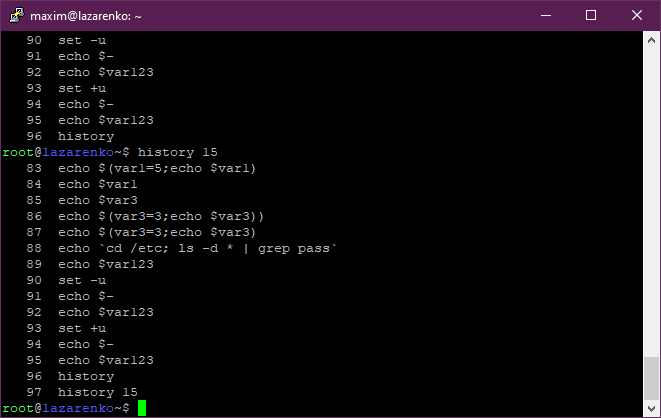 maxim@lazarenko: ~
90 set -u
91 echo $-
92 echo $var123
93 set +u
94 echo $-
95 echo $var123
96 history
root@lazarenko~$ history 15
83 echo $(var1=5;echo $var1)
84 echo $var1
85 echo $var3
86 echo $(var3=3;echo $var3))
87 echo $(var3=3;echo $var3)
88 echo `cd /etc; ls -d * | grep pass`
89 echo $var123
90 set -u
91 echo $-
92 echo $var123
93 set +u
94 echo $-
95 echo $var123
96 history
97 history 15
root@lazarenko~$